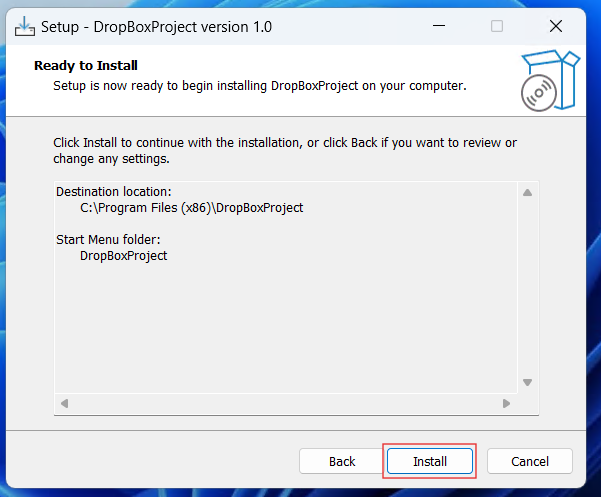 Setup - DropBoxProject version 1.0
Ready to Install
Setup is now ready to begin installing DropBoxProject on your computer.
Click Install to continue with the installation, or click Back if you want to review or
change any settings.
Destination location:
C:\Program Files (x86)\DropBoxProject
Start Menu folder:
DropBoxProject
Back
Install
Cancel